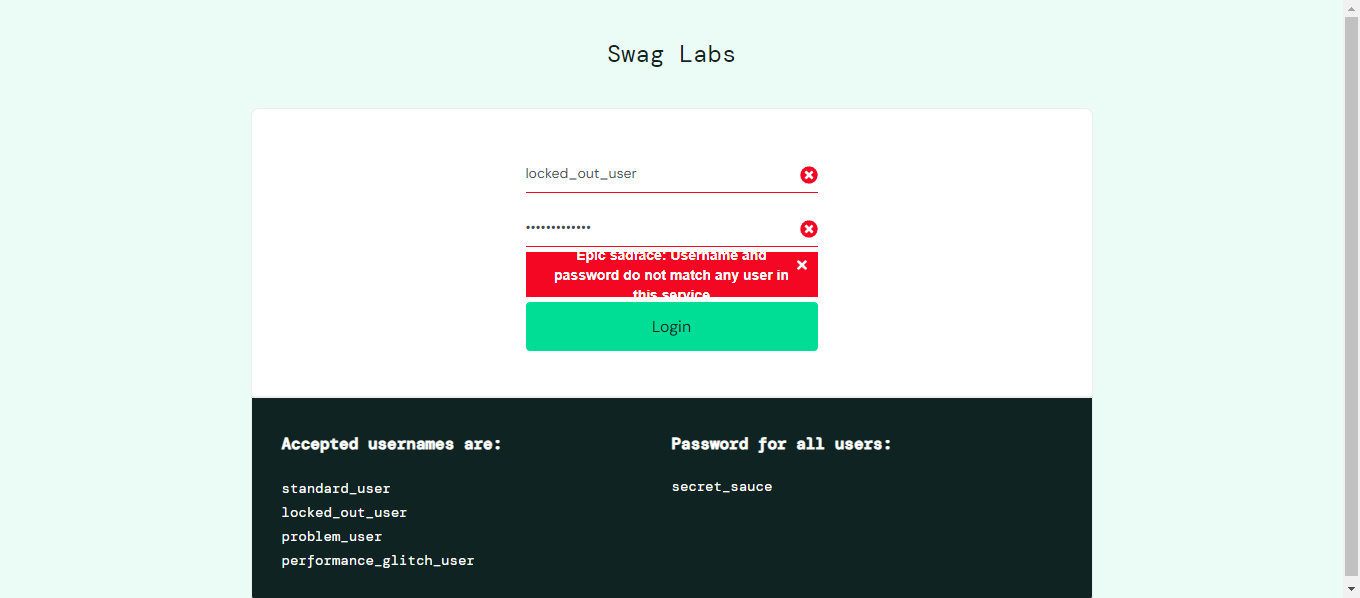 Swag Labs
locked_out_user
•••••••••••••
Epic sadface: Username and
password do not match any user in
this service
Login
Accepted usernames are:
standard_user
locked_out_user
problem_user
performance_glitch_user
Password for all users:
secret_sauce